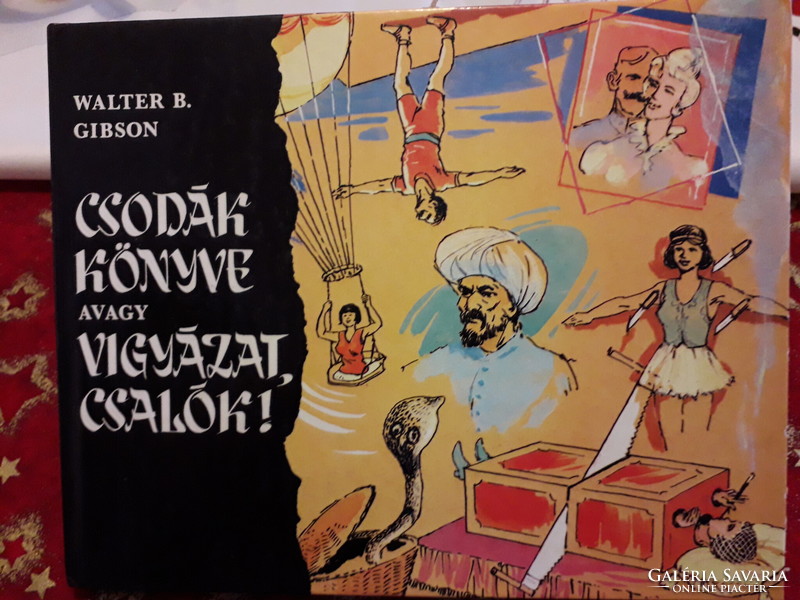 WALTER B.
GIBSON
CSODÁK
KÖNYVE
AVAGY
VIGYÁZAT,
CSALÓK!
GALÉRIA SAVARIA
ONLINE PIACTÉR